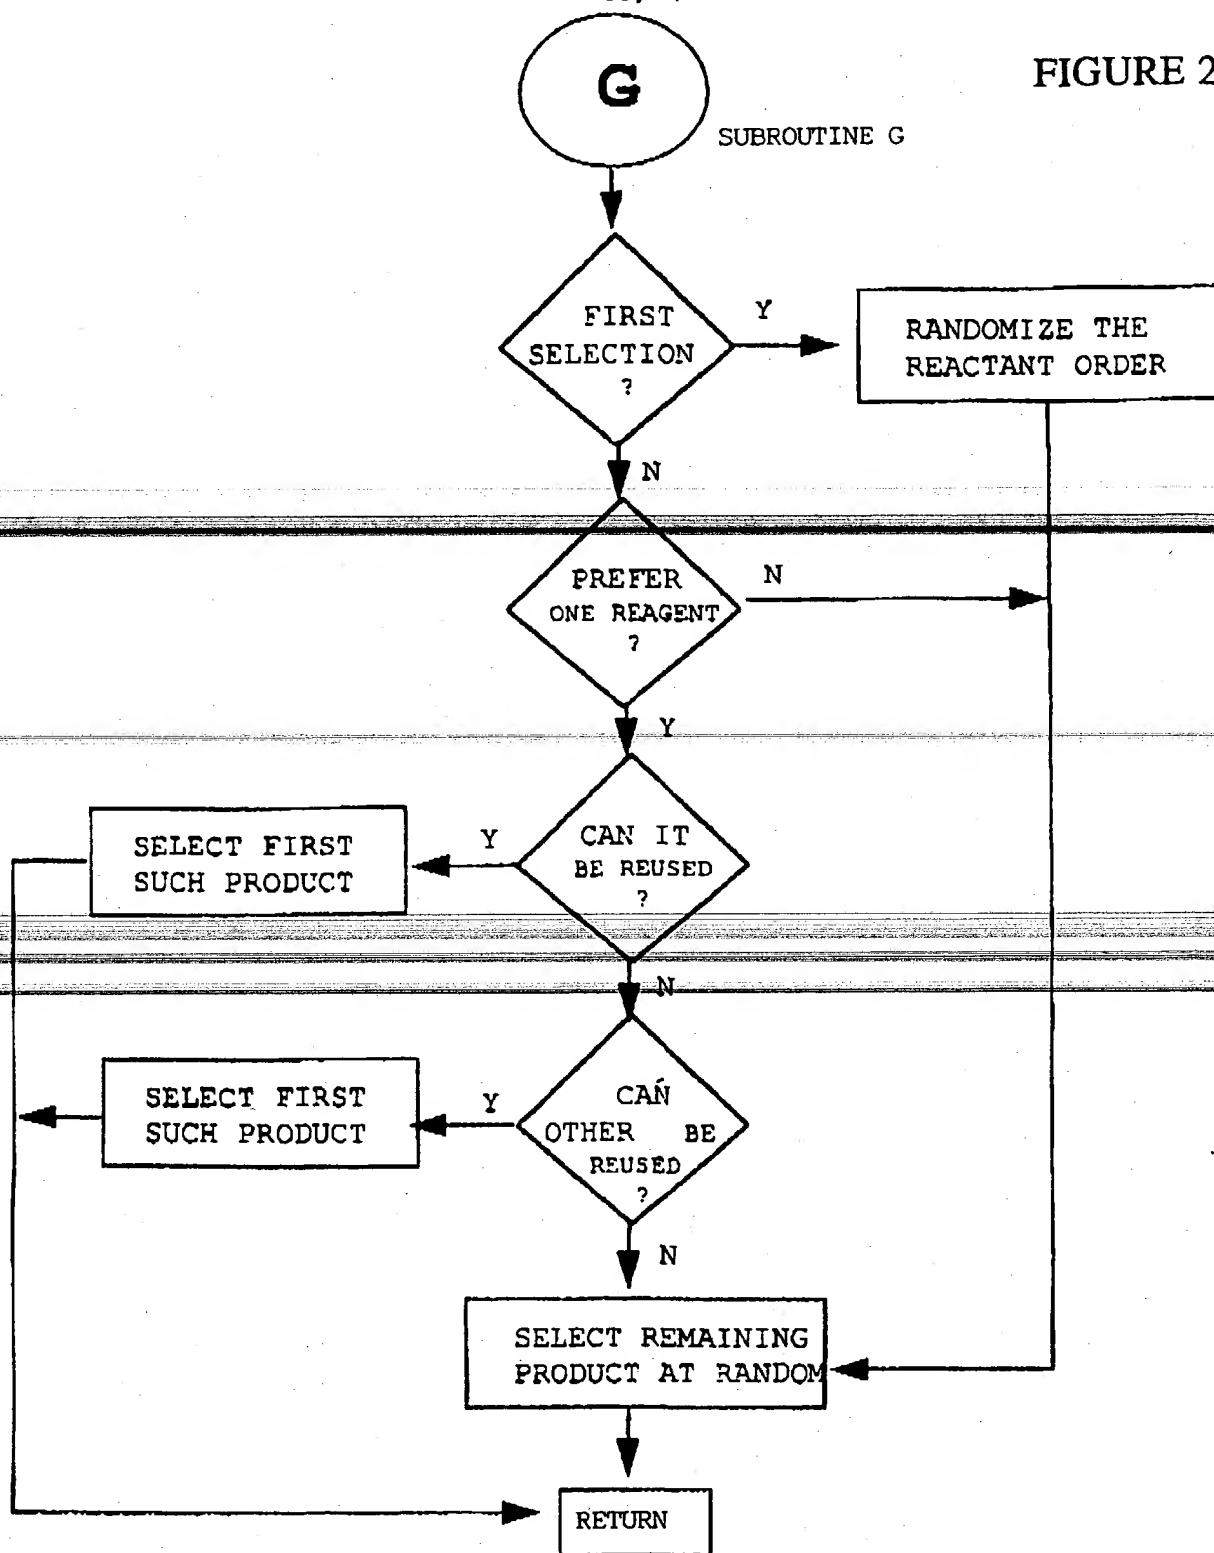 FIGURE 2
G
SUBROUTINE G
FIRST
SELECTION
?
Y
RANDOMIZE THE
REACTANT ORDER
N
PREFER
ONE REAGENT
?
N
Y
CAN IT
BE REUSED
?
Y
SELECT FIRST
SUCH PRODUCT
N
CAN
OTHER BE
REUSED
?
Y
SELECT FIRST
SUCH PRODUCT
N
SELECT REMAINING
PRODUCT AT RANDOM
RETURN